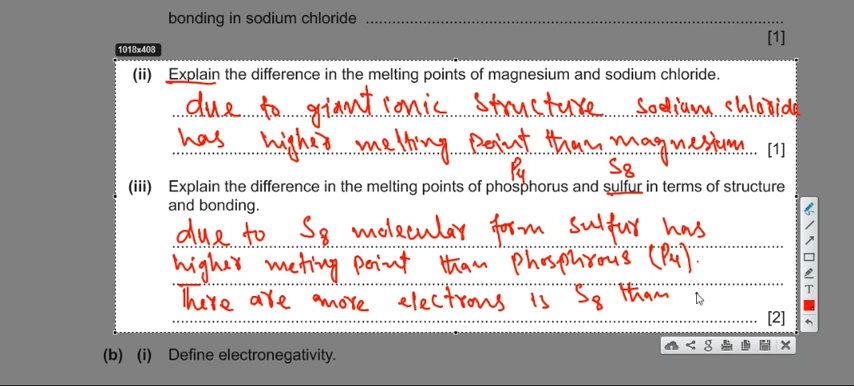 bonding in sodium chloride
[1]
1018x408
(ii) Explain the difference in the melting points of magnesium and sodium chloride.
due to giant ionic structure sodium chloride
has higher melting point than magnesium [1]
P4 S8
(iii) Explain the difference in the melting points of phosphorus and sulfur in terms of structure
and bonding.
due to S8 molecular form sulfur has
higher meting point than phosphrous (P4).
There are more electrons is S8 than
[2]
(b) (i) Define electronegativity.